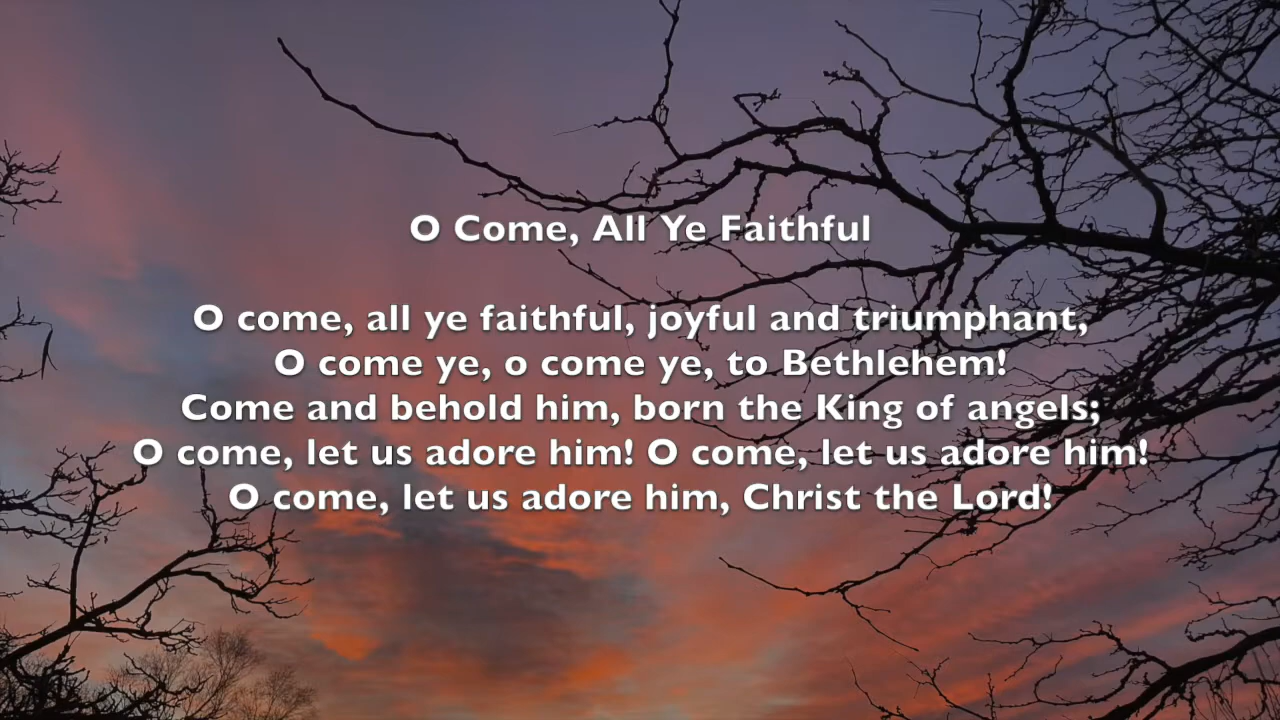 O Come, All Ye Faithful
O come, all ye faithful, joyful and triumphant,
O come ye, o come ye, to Bethlehem!
Come and behold him, born the King of angels;
O come, let us adore him! O come, let us adore him!
O come, let us adore him, Christ the Lord!